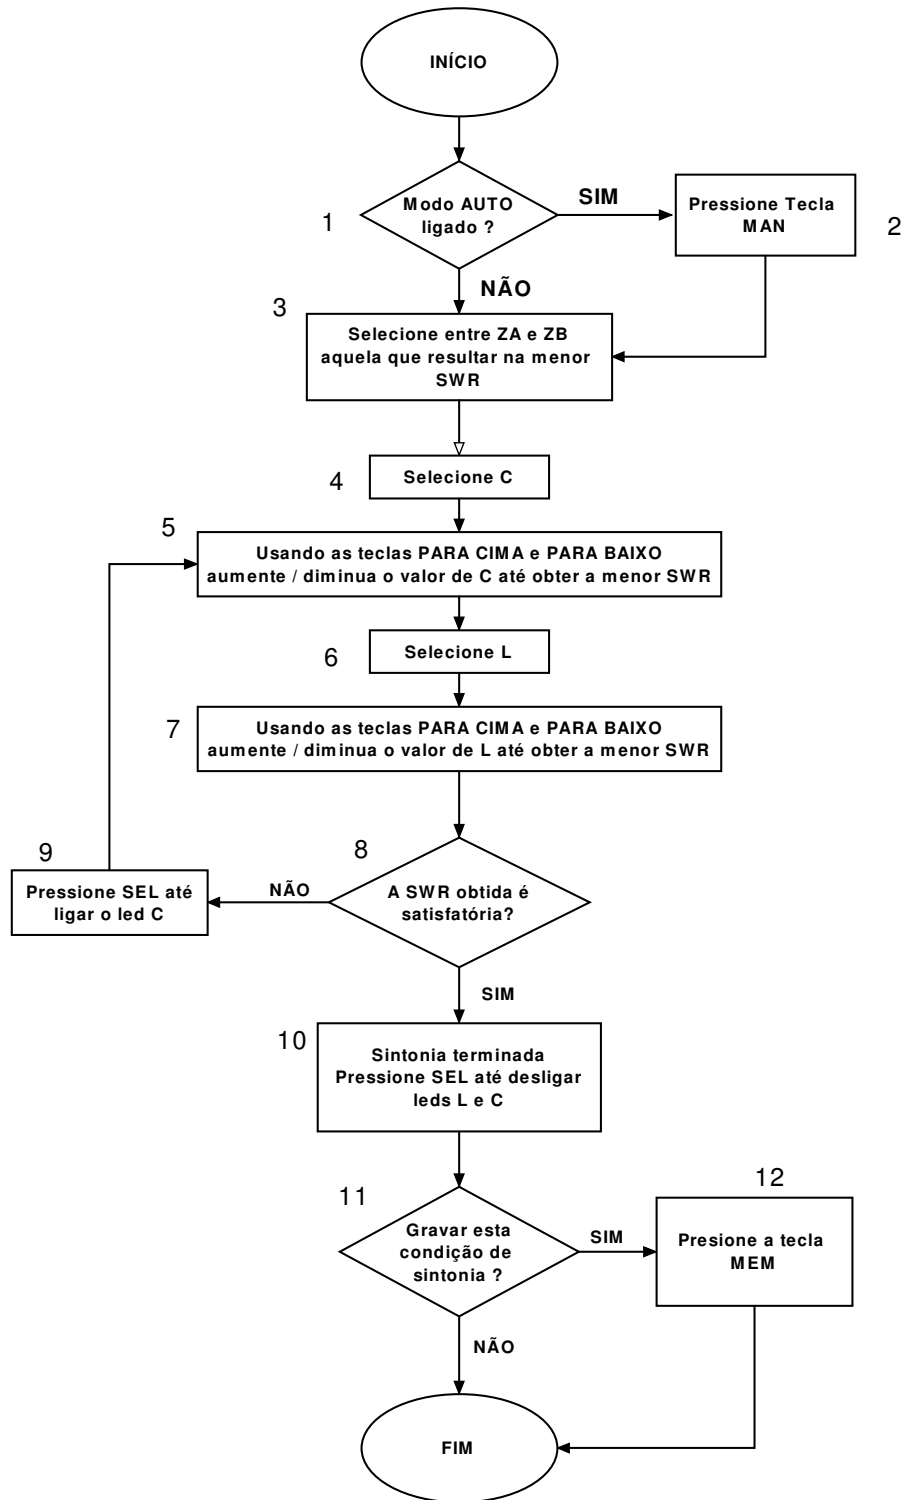 INÍCIO
1
Modo AUTO
ligado ?
SIM
Pressione Tecla
MAN
2
NÃO
3
Selecione entre ZA e ZB
aquela que resultar na menor
SWR
4
Selecione C
5
Usando as teclas PARA CIMA e PARA BAIXO
aumente / diminua o valor de C até obter a menor SWR
6
Selecione L
7
Usando as teclas PARA CIMA e PARA BAIXO
aumente / diminua o valor de L até obter a menor SWR
8
A SWR obtida é
satisfatória?
NÃO
9
Pressione SEL até
ligar o led C
SIM
10
Sintonia terminada
Pressione SEL até desligar
leds L e C
11
Gravar esta
condição de
sintonia ?
SIM
12
Presione a tecla
MEM
NÃO
FIM